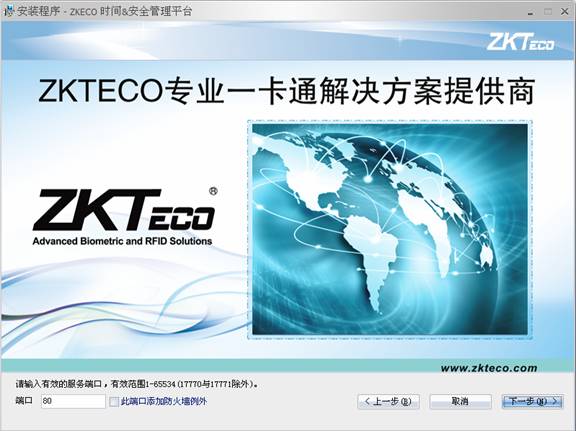 安装程序 - ZKECO 时间&安全管理平台
ZKTECO
ZKTECO专业一卡通解决方案提供商
ZKTECO®
Advanced Biometric and RFID Solutions
www.zkteco.com
请输入有效的服务端口，有效范围1-65534(17770与17771除外)。
端口 80 此端口添加防火墙例外 <上一步(B) 取消 下一步(N) >